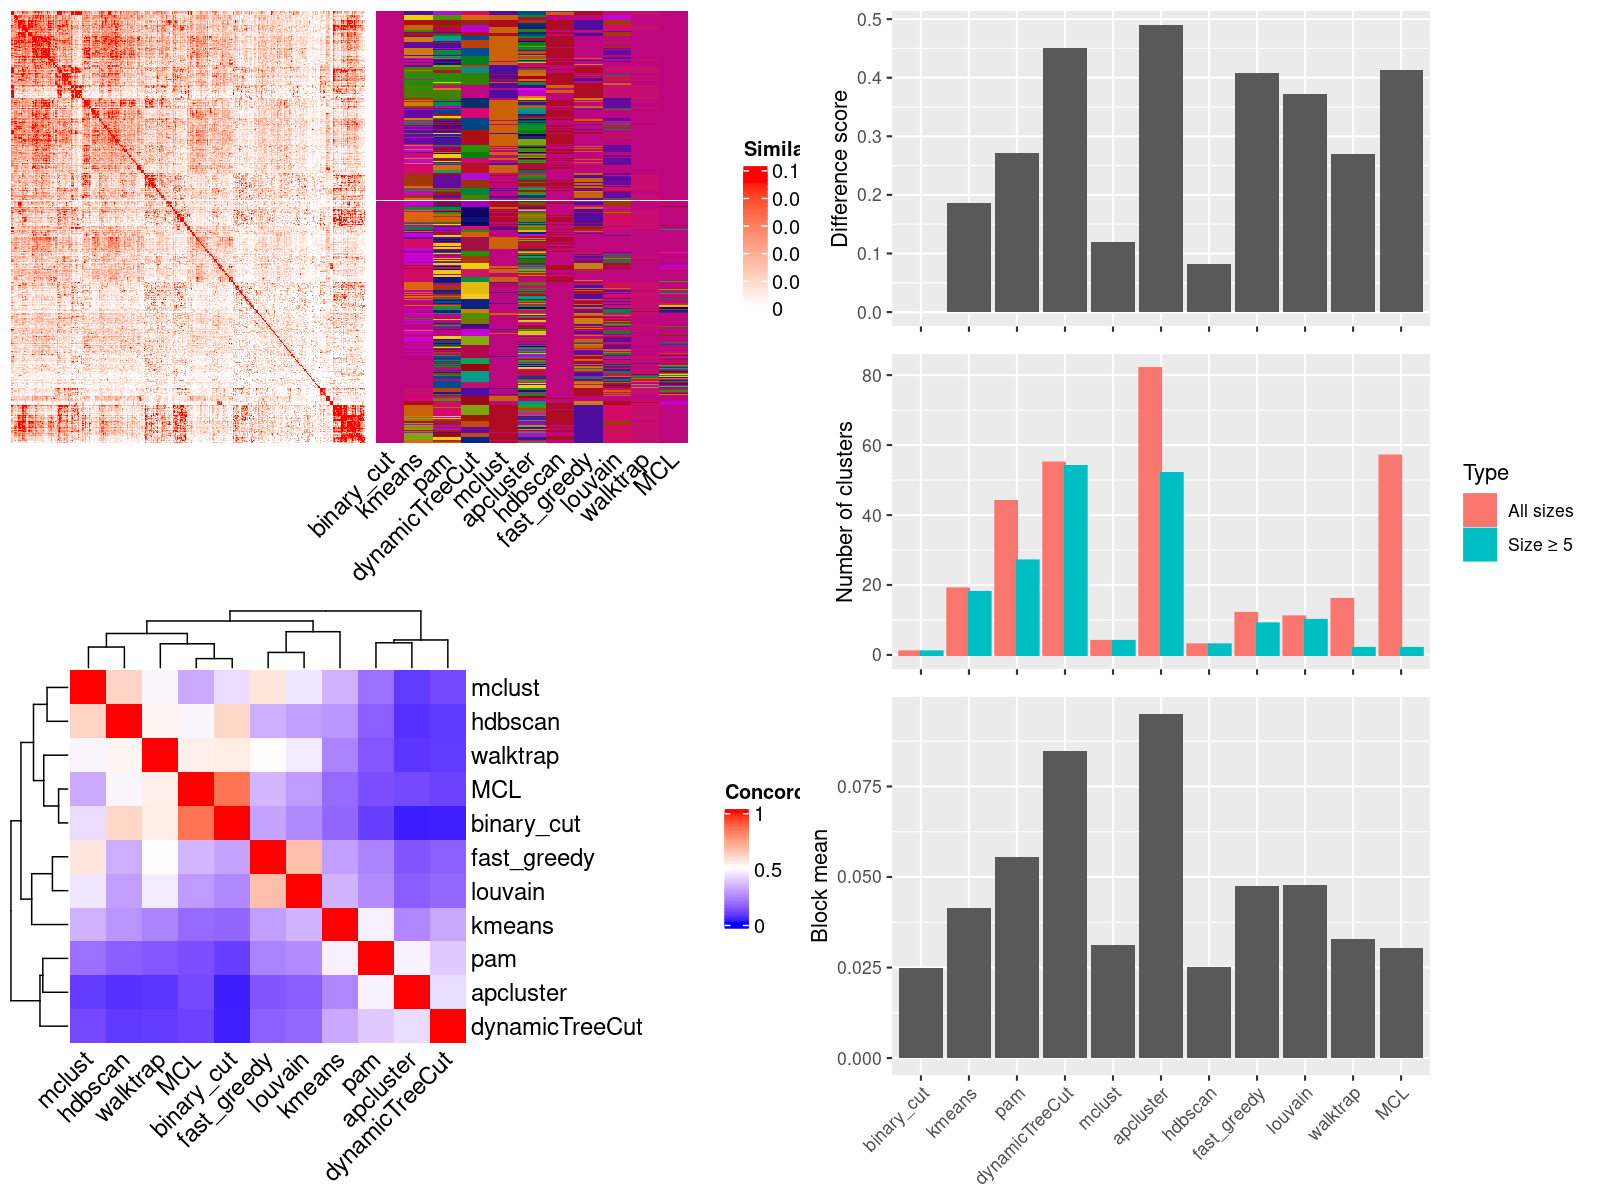 Simila
0.1
0.0
0.0
0.0
0.0
0
binary_cut
kmeans
pam
dynamicTreeCut
mclust
apcluster
hdbscan
fast_greedy
louvain
walktrap
MCL
mclust
hdbscan
walktrap
MCL
binary_cut
fast_greedy
louvain
kmeans
pam
apcluster
dynamicTreeCut
mclust
hdbscan
walktrap
MCL
binary_cut
fast_greedy
louvain
kmeans
pam
apcluster
dynamicTreeCut
Concord
1
0.5
0
Difference score
0.5
0.4
0.3
0.2
0.1
0.0
Number of clusters
80
60
40
20
0
Type
All sizes
Size ≥ 5
Block mean
0.075
0.050
0.025
0.000
binary_cut
kmeans
pam
dynamicTreeCut
mclust
apcluster
hdbscan
fast_greedy
louvain
walktrap
MCL